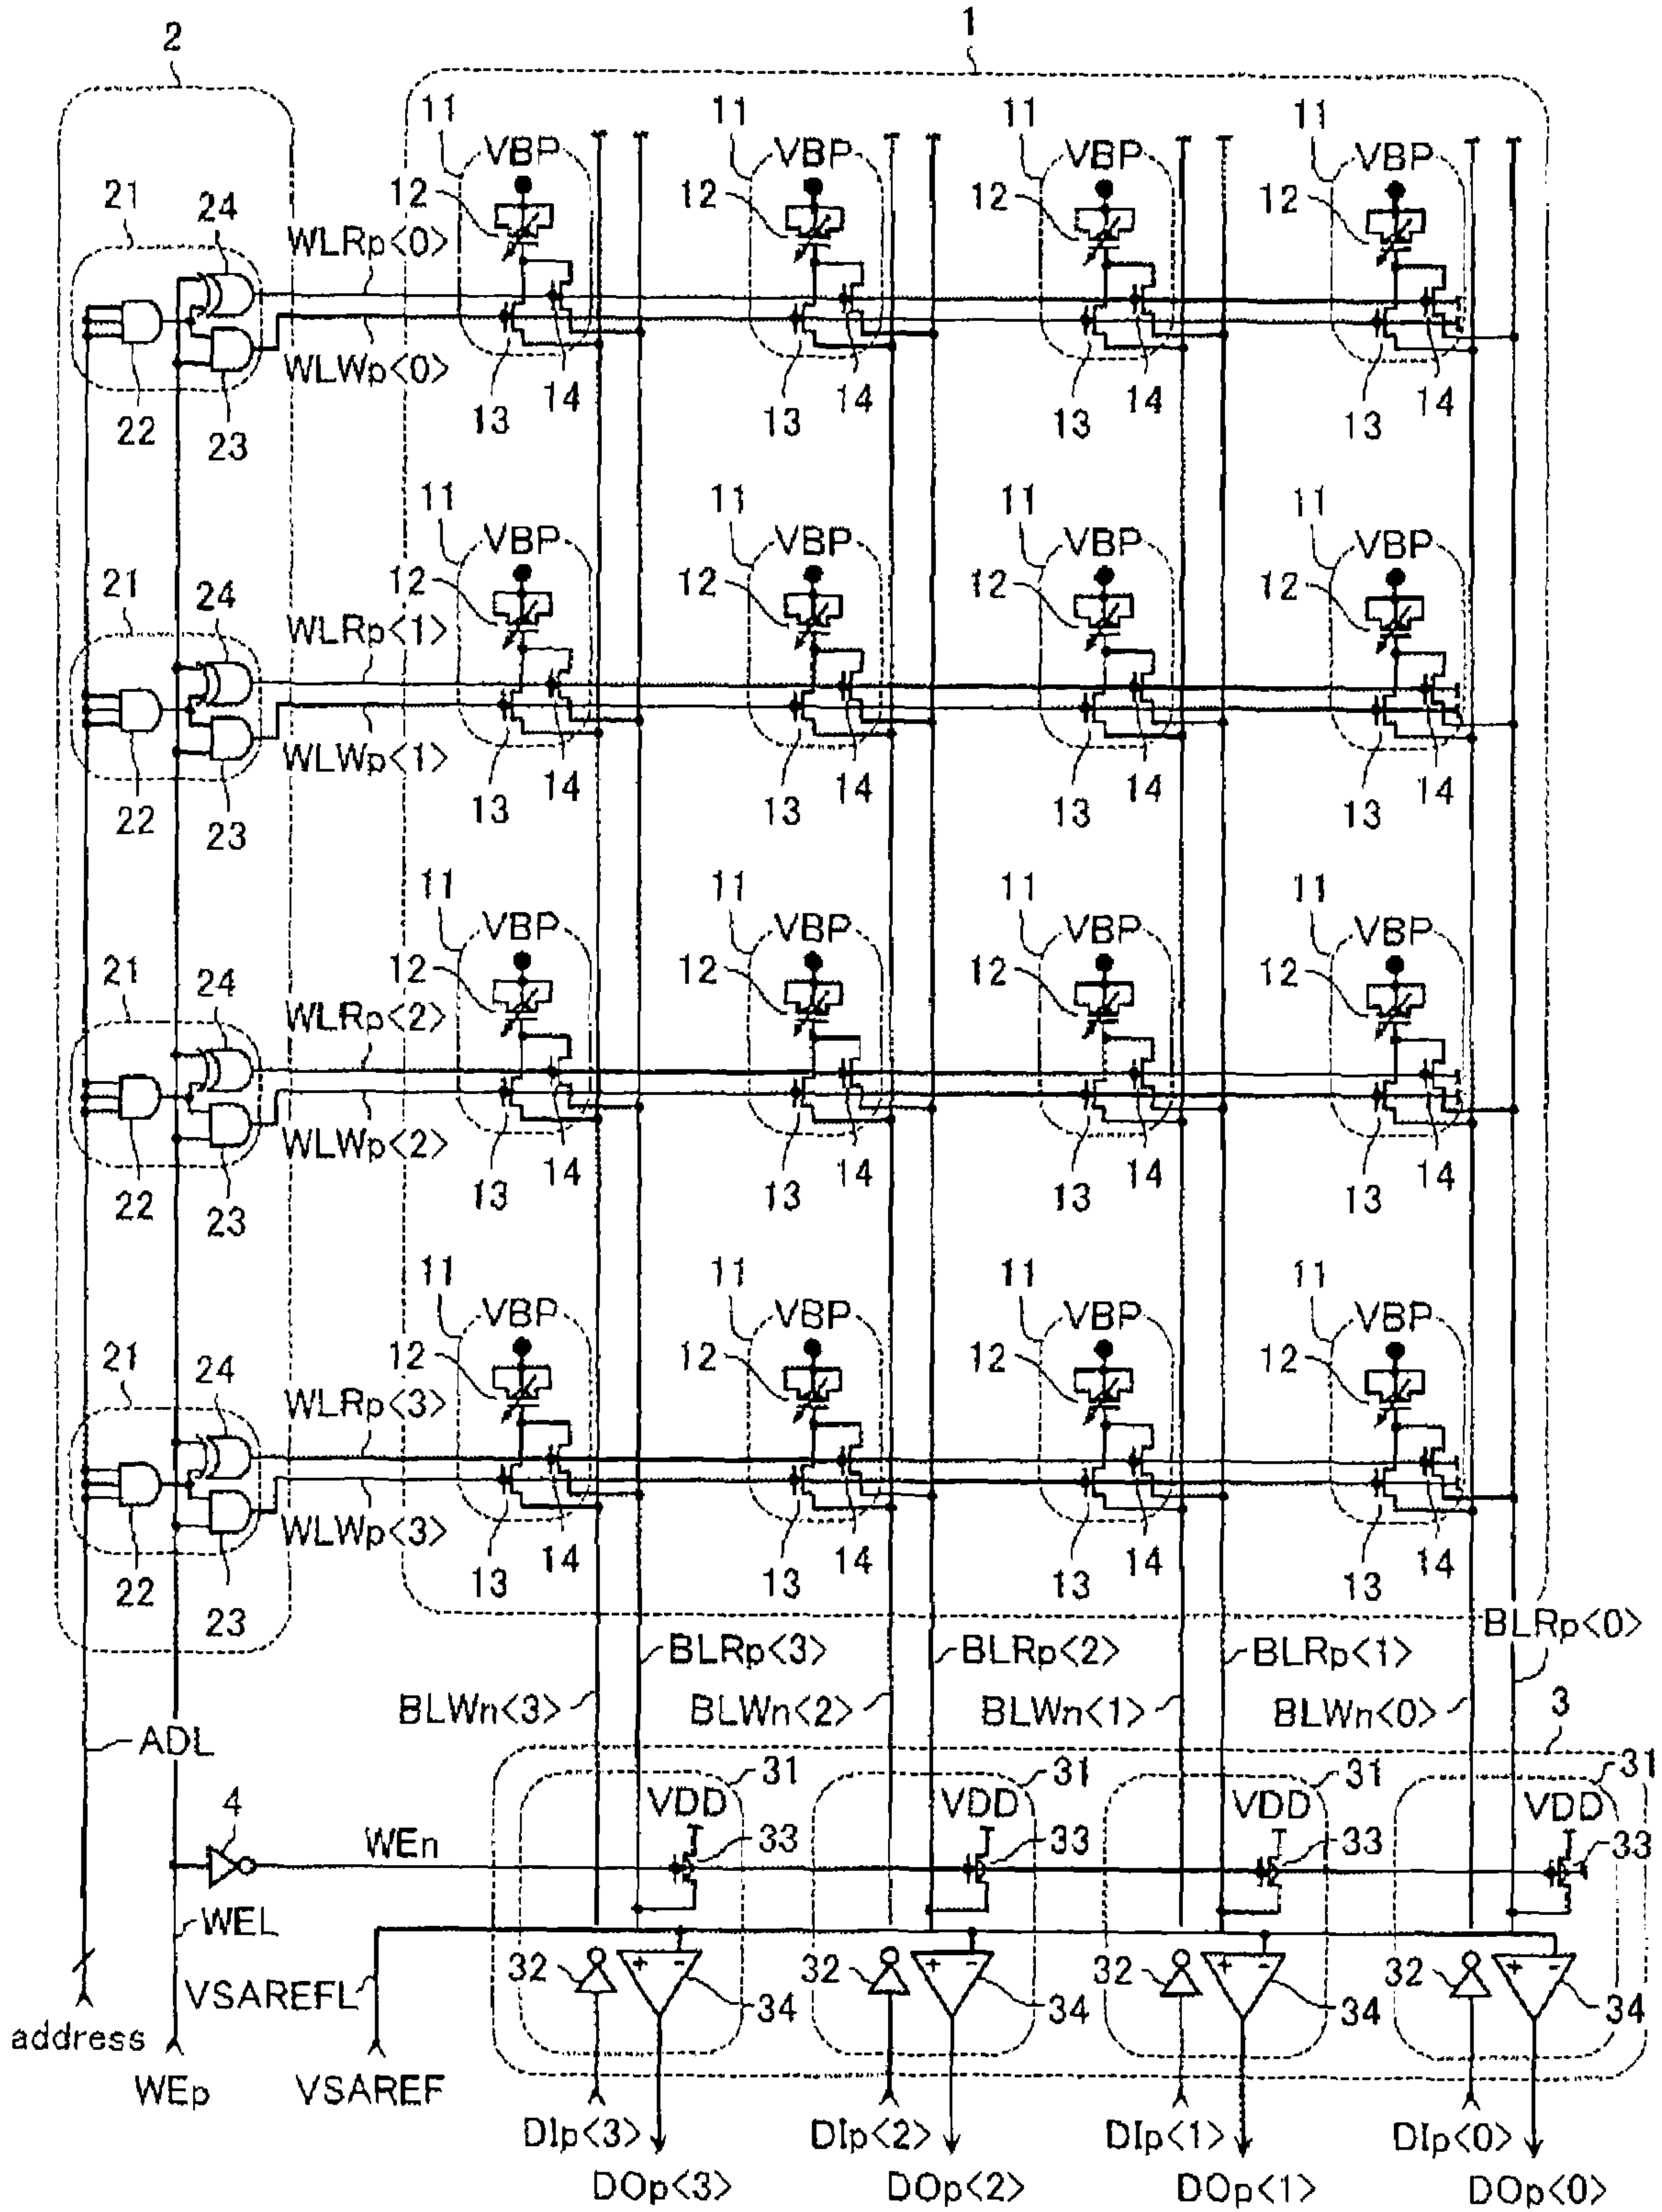 1
2
11 11 11 11
VBP VBP VBP VBP
12 12 12 12
21 24
WLRp<0>
WLWp<0>
22 23
13 14 13 14 13 14 13 14
11 11 11 11
VBP VBP VBP VBP
12 12 12 12
21 24
WLRp<1>
WLWp<1>
22 23
13 14 13 14 13 14 13 14
11 11 11 11
VBP VBP VBP VBP
12 12 12 12
21 24
WLRp<2>
WLWp<2>
22 23
13 14 13 14 13 14 13 14
11 11 11 11
VBP VBP VBP VBP
12 12 12 12
21 24
WLRp<3>
WLWp<3>
22 23
13 14 13 14 13 14 13 14
BLRp<3> BLRp<2> BLRp<1> BLRp<0>
BLWn<3> BLWn<2> BLWn<1> BLWn<0>
3
ADL
31 31 31 31
VDD VDD VDD VDD
4
WEn
33 33 33 33
WEL
VSAREFL
+ - + - + - + -
32 34 32 34 32 34 32 34
address
WEp
VSAREF
DIp<3> DIp<2> DIp<1> DIp<0>
DOp<3> DOp<2> DOp<1> DOp<0>